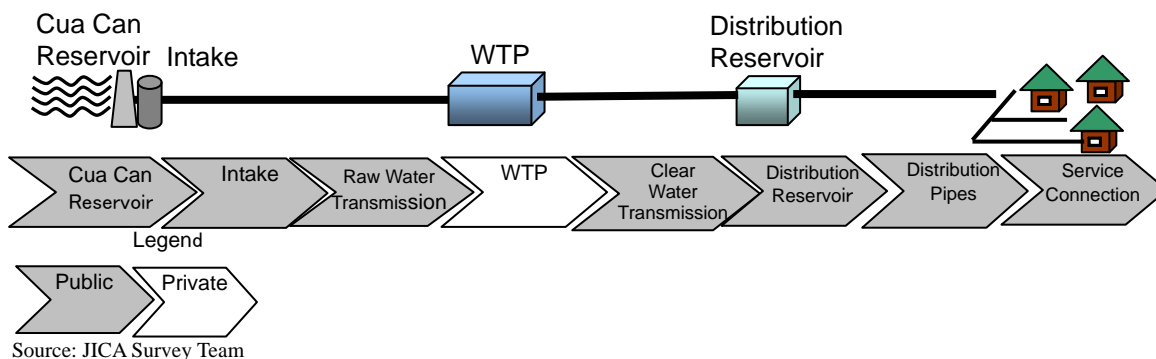 Cua Can
Reservoir
Intake
WTP
Distribution
Reservoir
Cua Can
Reservoir
Intake
Raw Water
Transmission
WTP
Clear
Water
Transmission
Distribution
Reservoir
Distribution
Pipes
Service
Connection
Legend
Public
Private
Source: JICA Survey Team